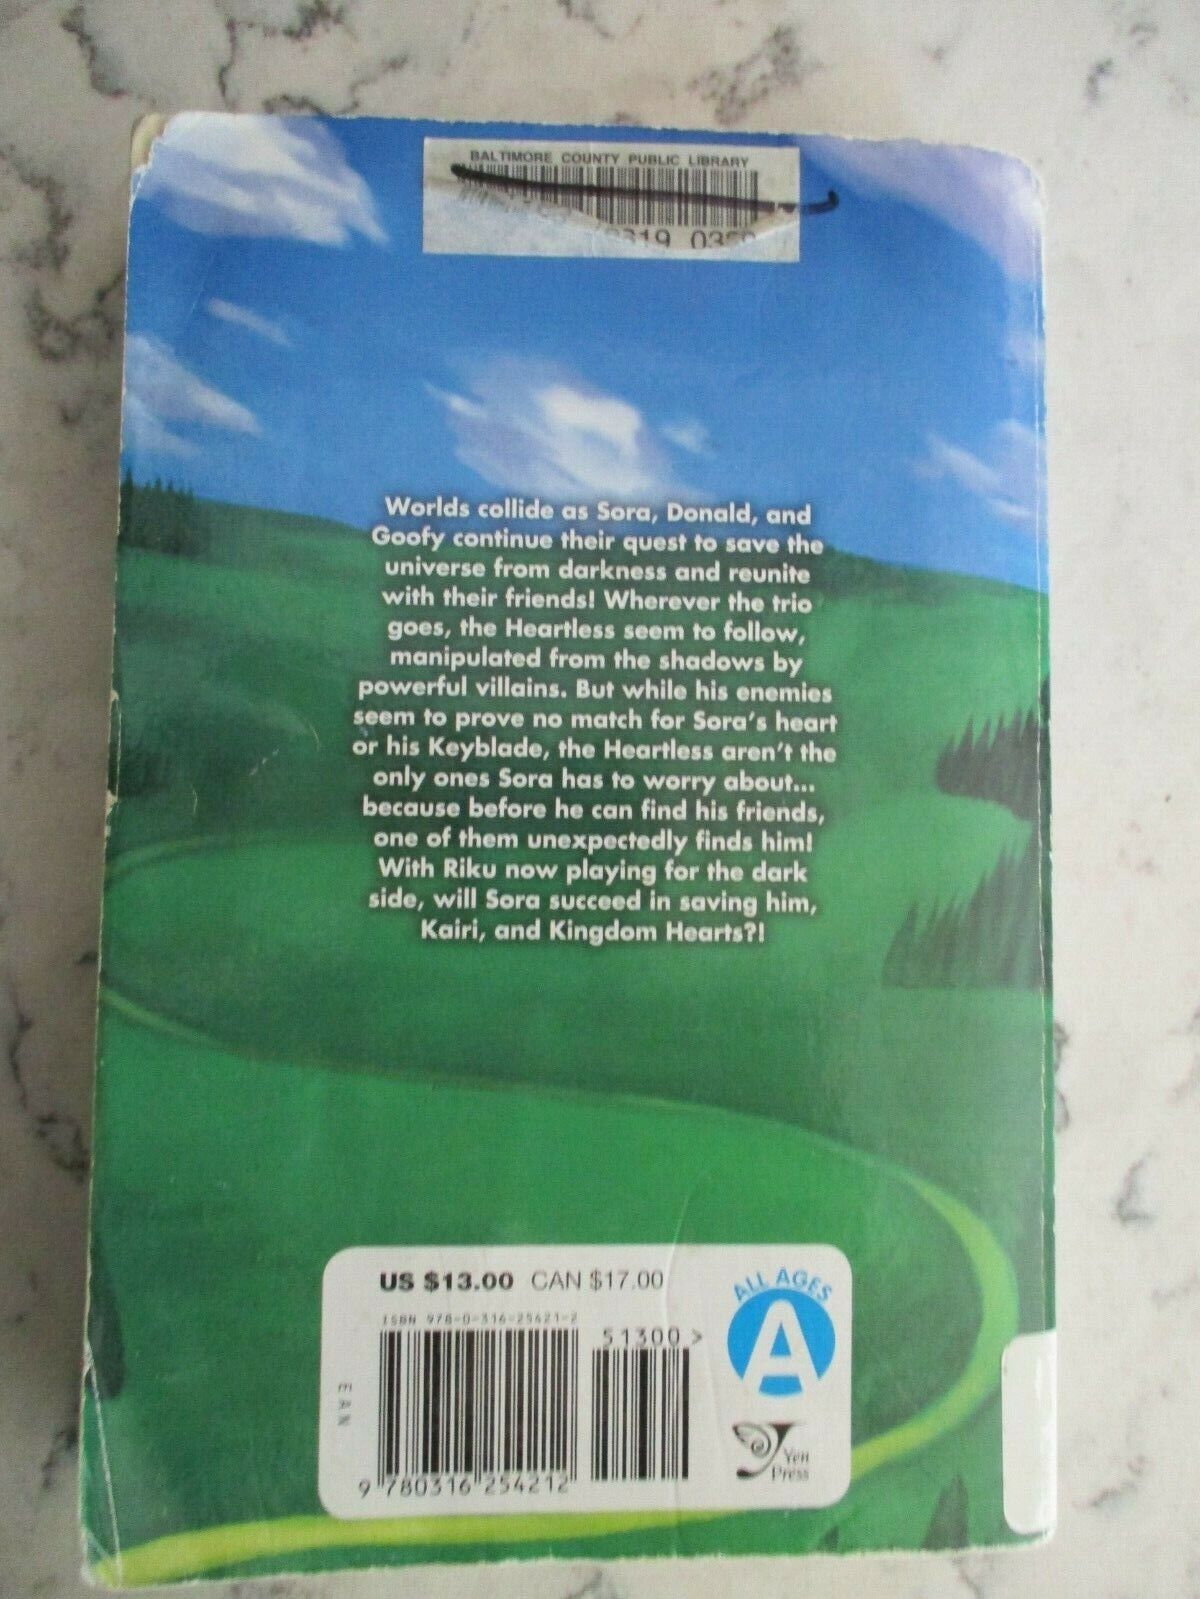 BALTIMORE COUNTY PUBLIC LIBRARY
Worlds collide as Sora, Donald, and
Goofy continue their quest to save the
universe from darkness and reunite
with their friends! Wherever the trio
goes, the Heartless seem to follow,
manipulated from the shadows by
powerful villains. But while his enemies
seem to prove no match for Sora's heart
or his Keyblade, the Heartless aren't the
only ones Sora has to worry about...
because before he can find his friends,
one of them unexpectedly finds him!
With Riku now playing for the dark
side, will Sora succeed in saving him,
Kairi, and Kingdom Hearts?!
US $13.00 CAN $17.00
ISBN 978-0-316-25421-2
51300>
EAN
9 780316 254212
ALL AGES
A
Yen
Press